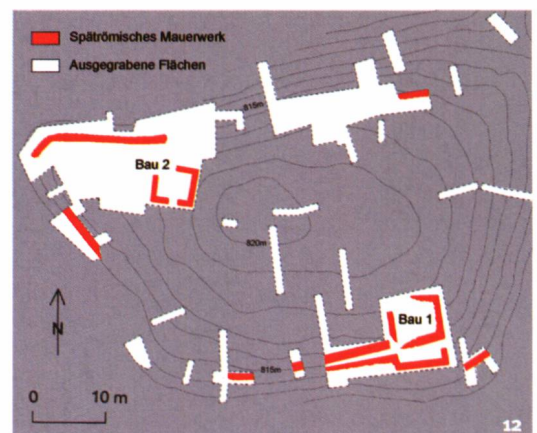 Spätrömisches Mauerwerk
Ausgegrabene Flächen
815m
Bau 2
820m
Bau 1
N
815m
0 10 m
12